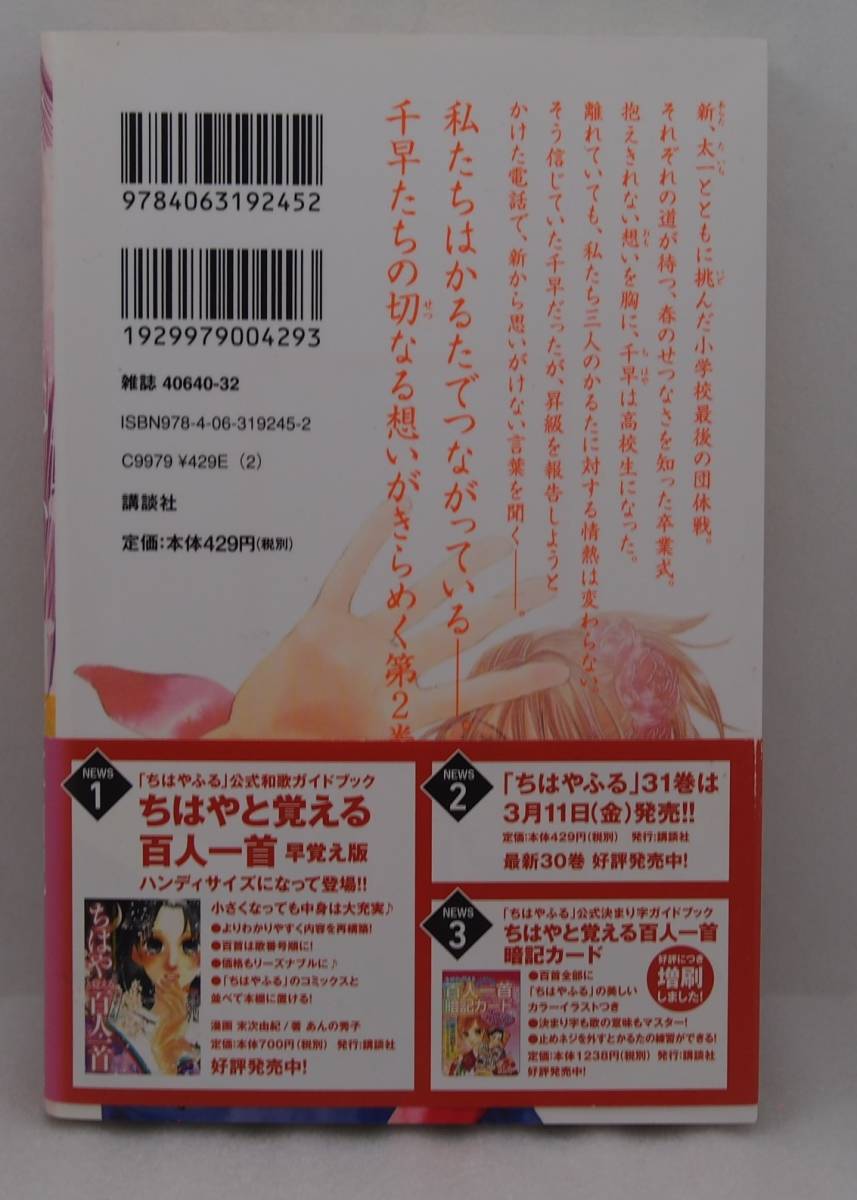 新、太一とともに挑んだ小学校最後の団体戦。
それぞれの道が待つ、春のせつなさを知った卒業式。
抱えきれない想いを胸に、千早は高校生になった。
離れていても、私たち三人のかるたに対する情熱は変わらない。
そう信じていた千早だったが、昇級を報告しようと
かけた電話で、新から思いがけない言葉を聞く――。
私たちはかるたでつながっている――。
千早たちの切なる想いがきらめく第2巻
9784063192452
1929979004293
雑誌 40640-32
ISBN978-4-06-319245-2
C9979 ¥429E (2)
講談社
定価:本体429円(税別)
NEWS
1
「ちはやふる」公式和歌ガイドブック
ちはやと覚える
百人一首 早覚え版
ハンディサイズになって登場!!
小さくなっても中身は大充実♪
●よりわかりやすく内容を再構築!
●百首は歌番号順に!
●価格もリーズナブルに♪
●「ちはやふる」のコミックスと
並べて本棚に置ける!
漫画 末次由紀/著 あんの秀子
定価:本体700円(税別) 発行:講談社
好評発売中!
NEWS
2
「ちはやふる」31巻は
3月11日(金)発売!!
定価:本体429円(税別) 発行:講談社
最新30巻 好評発売中!
NEWS
3
「ちはやふる」公式決まり字ガイドブック
ちはやと覚える百人一首
暗記カード
好評につき
増刷
しました!
●百首全部に
「ちはやふる」の美しい
カラーイラストつき
●決まり字も歌の意味もマスター!
●止めネジを外すとかるたの練習ができる!
定価:本体1238円(税別) 発行:講談社
好評発売中!
百人一首
暗記カード